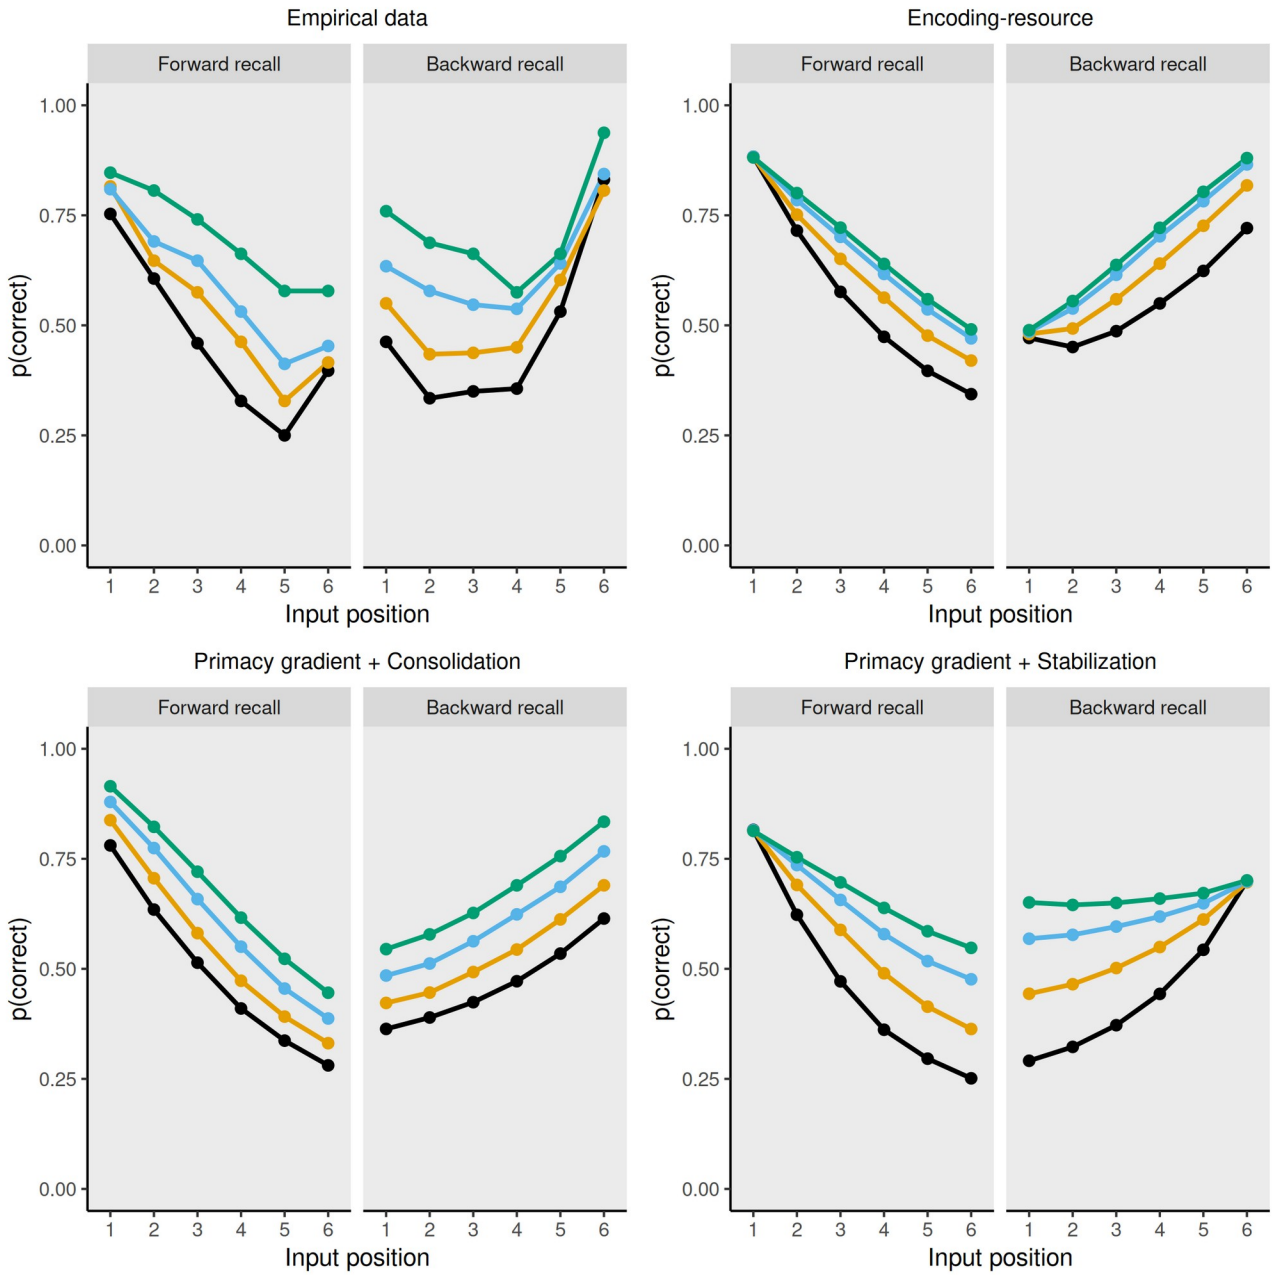 Empirical data
Forward recall
Backward recall
1.00
0.75
0.50
0.25
0.00
p(correct)
1 2 3 4 5 6
1 2 3 4 5 6
Input position
Encoding-resource
Forward recall
Backward recall
1.00
0.75
0.50
0.25
0.00
p(correct)
1 2 3 4 5 6
1 2 3 4 5 6
Input position
Primacy gradient + Consolidation
Forward recall
Backward recall
1.00
0.75
0.50
0.25
0.00
p(correct)
1 2 3 4 5 6
1 2 3 4 5 6
Input position
Primacy gradient + Stabilization
Forward recall
Backward recall
1.00
0.75
0.50
0.25
0.00
p(correct)
1 2 3 4 5 6
1 2 3 4 5 6
Input position